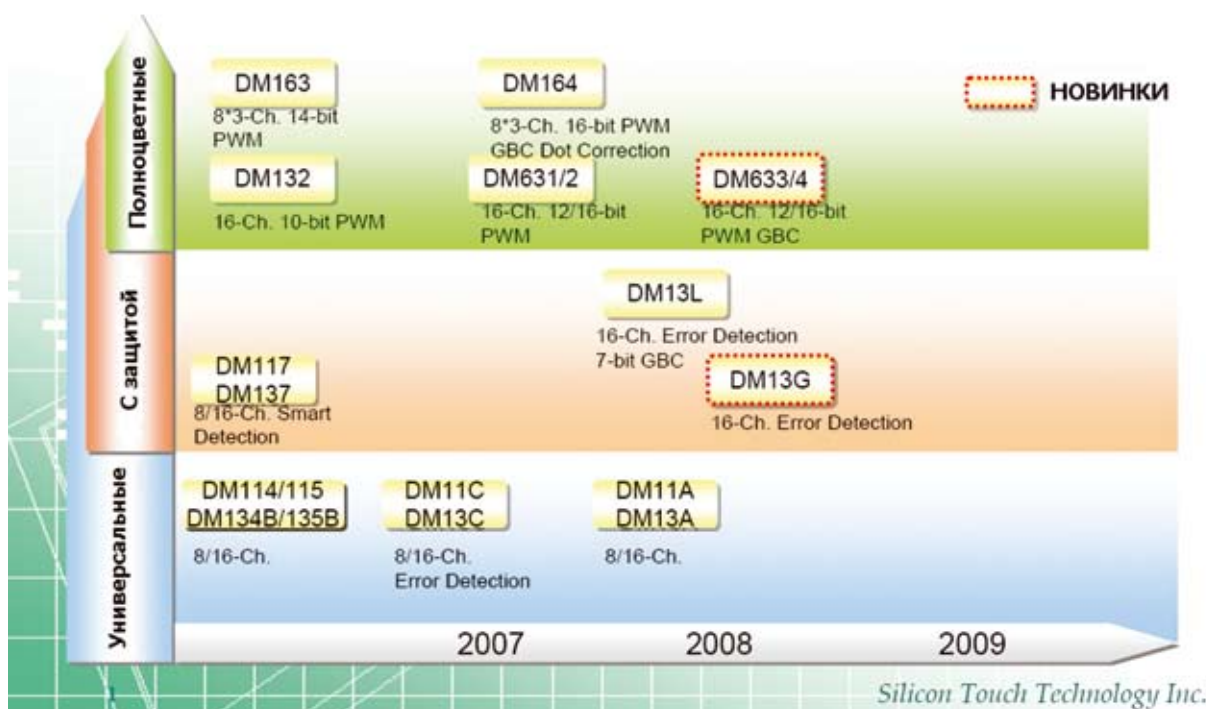 Полноцветные
DM163
8*3-Ch. 14-bit
PWM
DM164
8*3-Ch. 16-bit PWM
GBC Dot Correction
НОВИНКИ
DM132
16-Ch. 10-bit PWM
DM631/2
16-Ch. 12/16-bit
PWM
DM633/4
16-Ch. 12/16-bit
PWM GBC
С защитой
DM13L
16-Ch. Error Detection
7-bit GBC
DM117
DM137
8/16-Ch. Smart
Detection
DM13G
16-Ch. Error Detection
Универсальные
DM114/115
DM134B/135B
8/16-Ch.
DM11C
DM13C
8/16-Ch.
Error Detection
DM11A
DM13A
8/16-Ch.
2007
2008
2009
1
Silicon Touch Technology Inc.